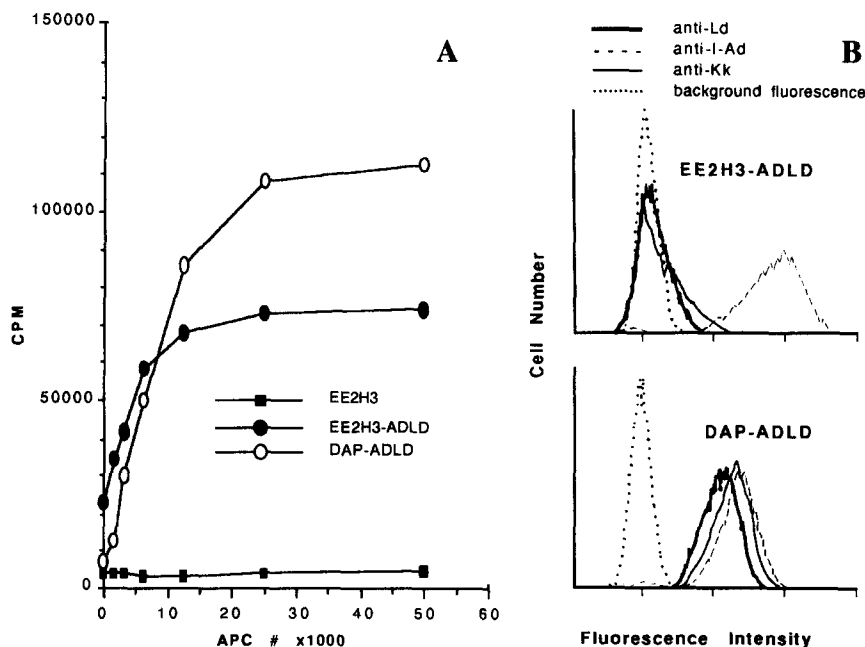 150000
100000
50000
0
CPM
0 10 20 30 40 50 60
APC # x1000
A
EE2H3
EE2H3-ADLD
DAP-ADLD
anti-Ld
anti-I-Ad
anti-Kk
background fluorescence
B
EE2H3-ADLD
Cell Number
DAP-ADLD
Fluorescence Intensity